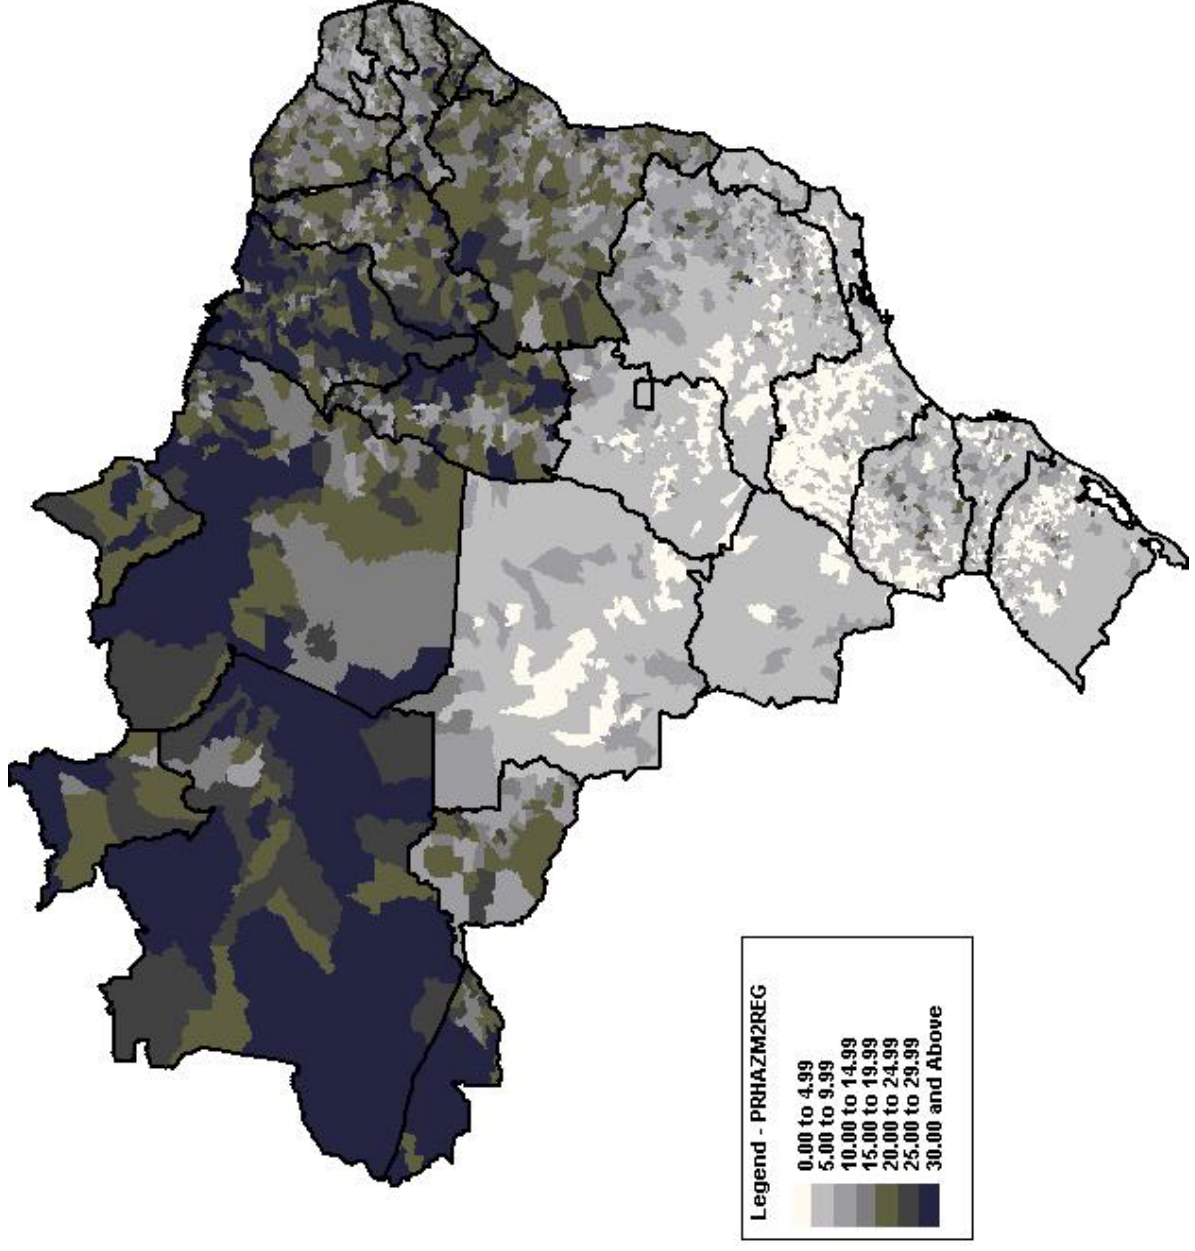 Legend - PRHAZM2REG
0.00 to 4.99
5.00 to 9.99
10.00 to 14.99
15.00 to 19.99
20.00 to 24.99
25.00 to 29.99
30.00 and Above